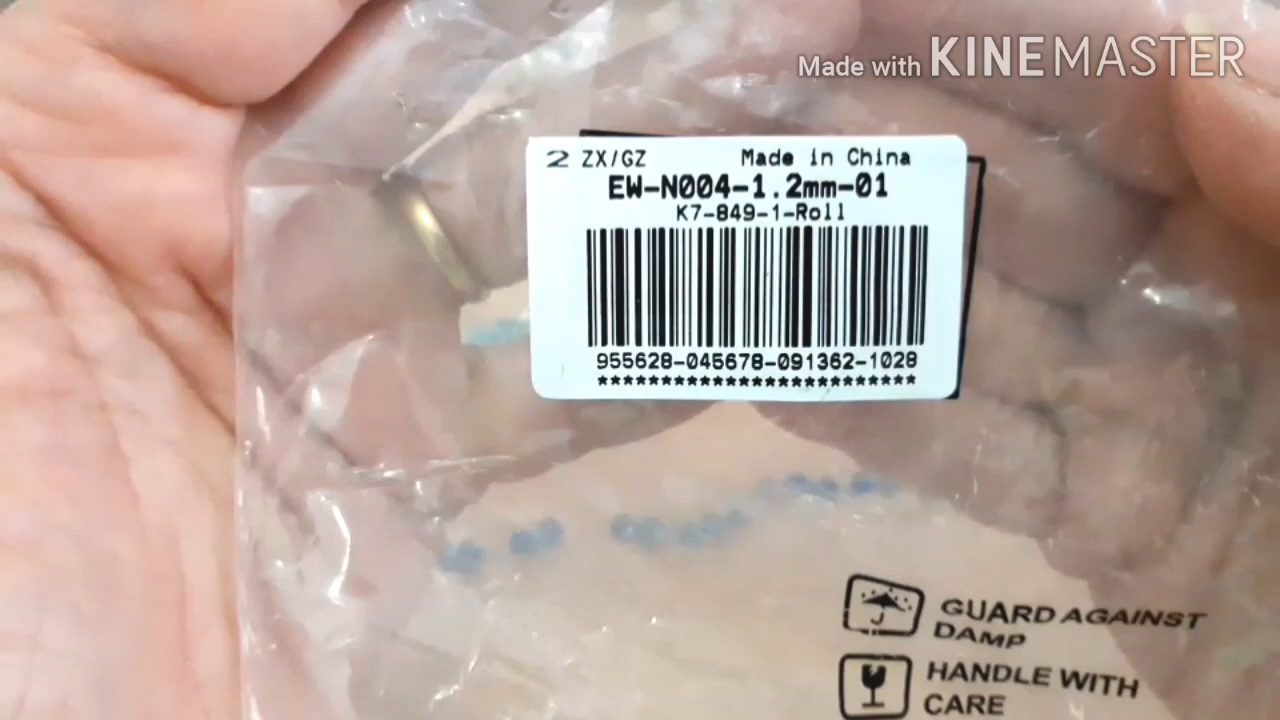 Made with KINEMASTER
2 ZX/GZ Made in China
EW-N004-1.2mm-01
K7-849-1-Roll
955628-045678-091362-1028
*************************
GUARD AGAINST
DAMP
HANDLE WITH
CARE